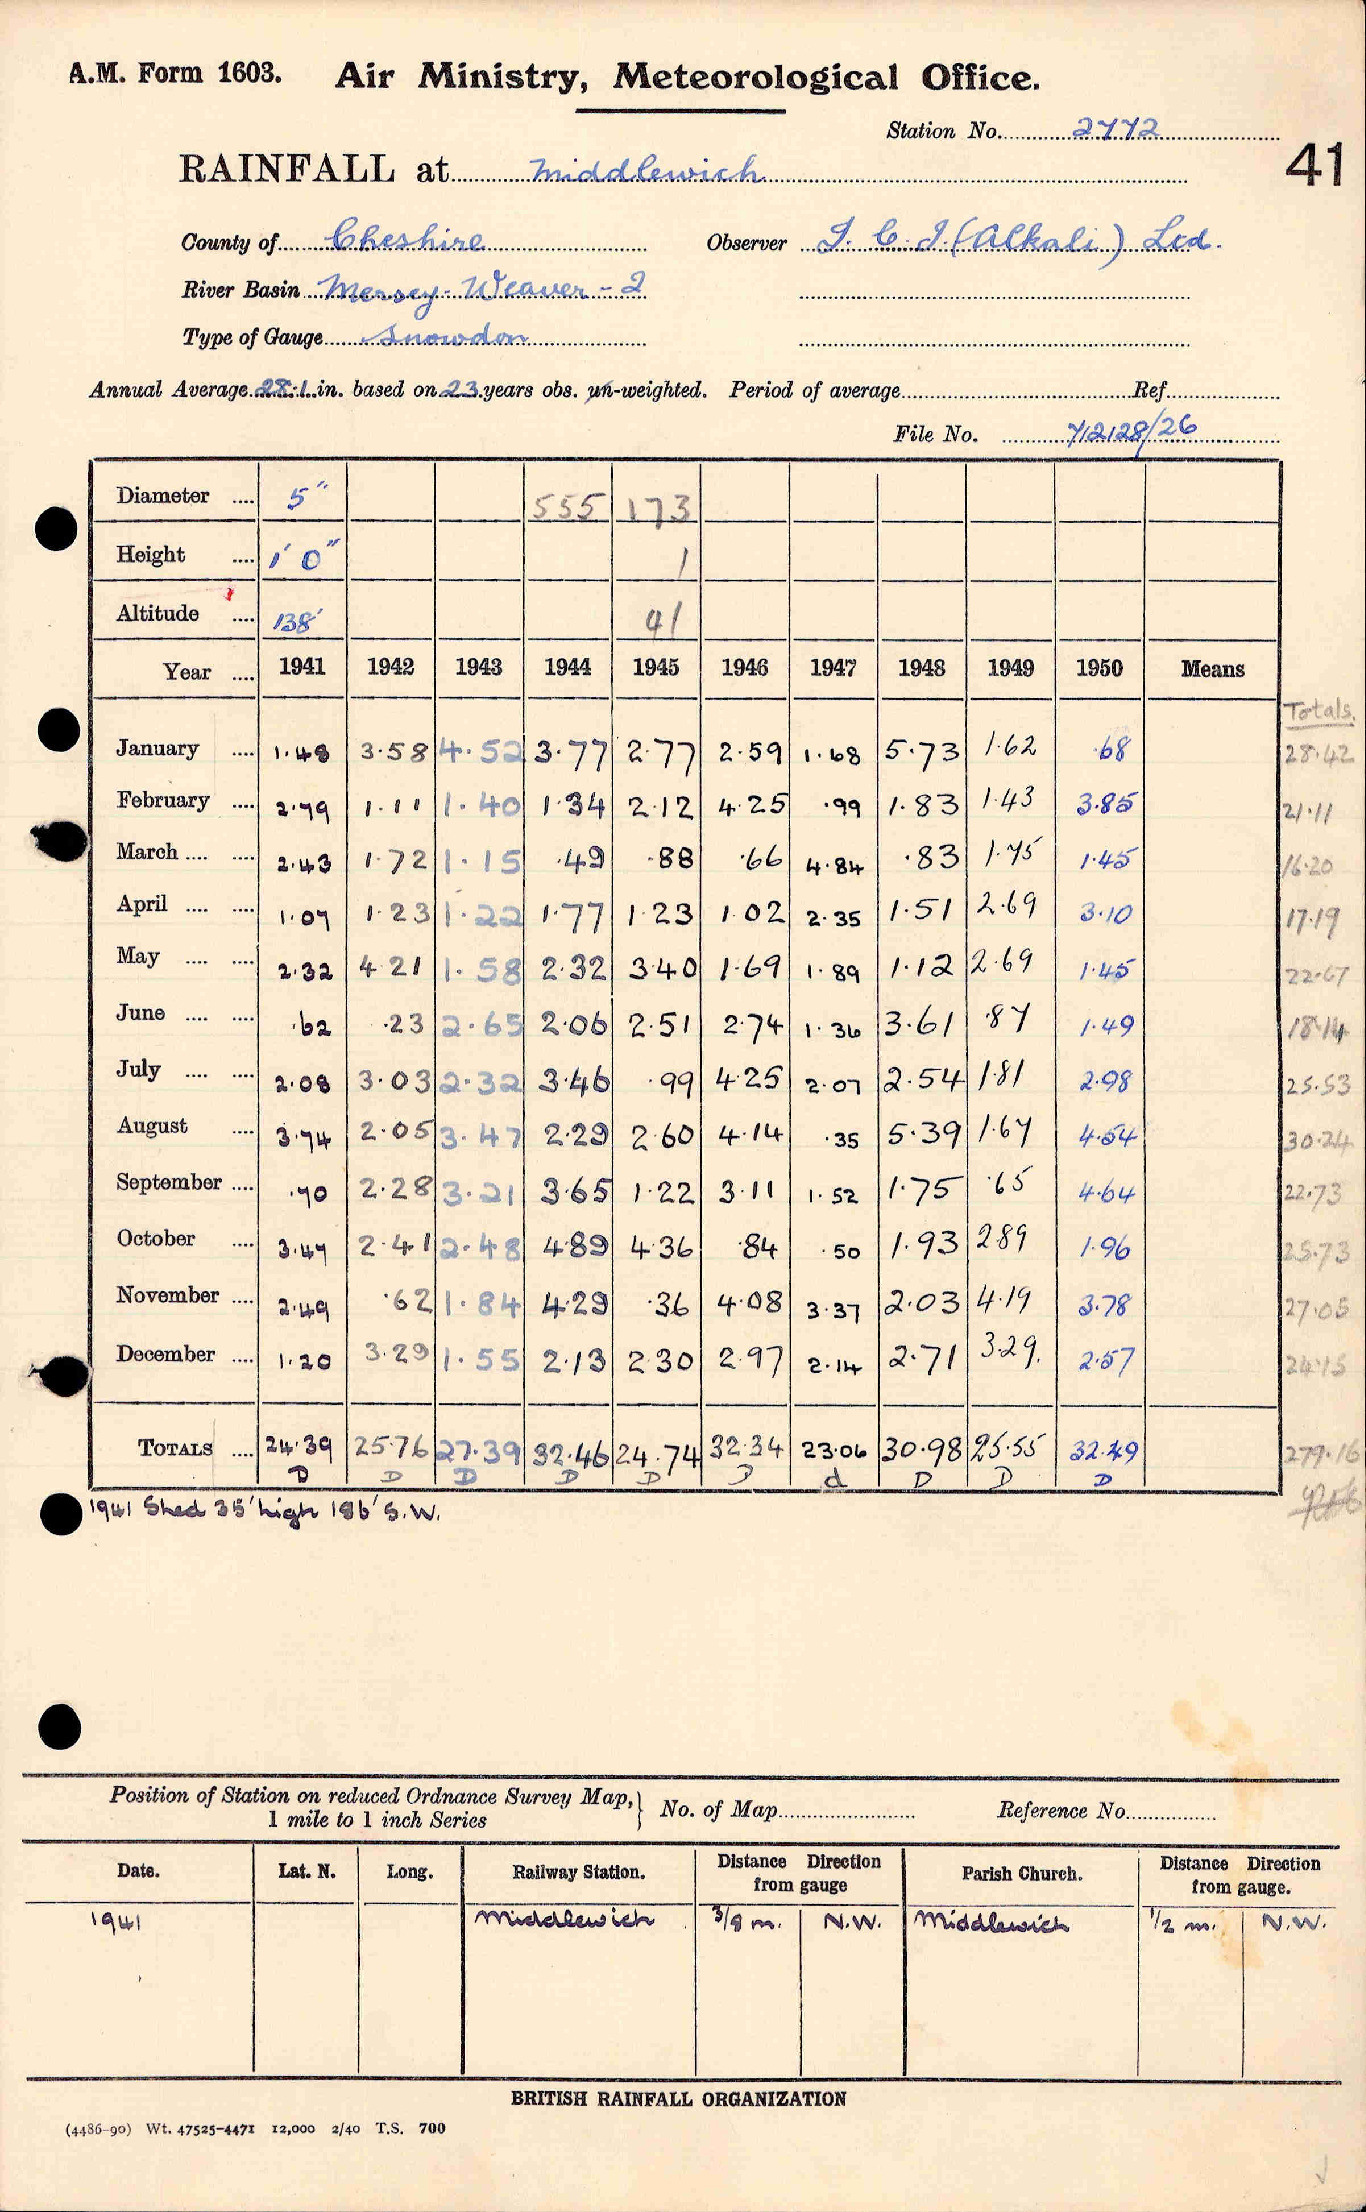 A.M. Form 1603. Air Ministry, Meteorological Office.
Station No. 2772
41
RAINFALL at Middlewich
County of Cheshire Observer I. C. I. (Alkali) Ltd.
River Basin Mersey-Weaver-2
Type of Gauge Snowdon
Annual Average 28.1 in. based on 23 years obs. un-weighted. Period of average Ref.
File No. 72128/26
Diameter .... 5" 555 173
Height .... 1' 0" 1
Altitude .... 138' 41
Year .... 1941 1942 1943 1944 1945 1946 1947 1948 1949 1950 Means
Totals.
January .... 1.48 3.58 4.52 3.77 2.77 2.59 1.68 5.73 1.62 .68 28.42
February .... 2.79 1.11 1.40 1.34 2.12 4.25 .99 1.83 1.43 3.85 21.11
March .... .... 2.43 1.72 1.15 .49 .88 .66 4.84 .83 1.75 1.45 16.20
April .... .... 1.07 1.23 1.22 1.77 1.23 1.02 2.35 1.51 2.69 3.10 17.19
May .... .... 2.32 4.21 1.58 2.32 3.40 1.69 1.89 1.12 2.69 1.45 22.67
June .... .... .62 .23 2.65 2.06 2.51 2.74 1.36 3.61 .87 1.49 18.14
July .... .... 2.08 3.03 2.32 3.46 .99 4.25 2.07 2.54 1.81 2.98 25.53
August .... 3.74 2.05 3.47 2.29 2.60 4.14 .35 5.39 1.67 4.54 30.24
September .... .70 2.28 3.21 3.65 1.22 3.11 1.52 1.75 .65 4.64 22.73
October .... 3.47 2.41 2.48 4.89 4.36 .84 .50 1.93 2.89 1.96 25.73
November .... 2.49 .62 1.84 4.29 .36 4.08 3.37 2.03 4.19 3.78 27.05
December .... 1.20 3.29 1.55 2.13 2.30 2.97 2.14 2.71 3.29. 2.57 24.15
TOTALS .... 24.39 25.76 27.39 32.46 24.74 32.34 23.06 30.98 25.55 32.49 279.16
D D D D D D d D D D
1941 Shed 35' high 186' S.W.
Position of Station on reduced Ordnance Survey Map, 1 mile to 1 inch Series } No. of Map Reference No.
Date. Lat. N. Long. Railway Station. Distance Direction from gauge Parish Church. Distance Direction from gauge.
1941 Middlewich 3/8 m. N.W. Middlewich 1/2 m. N.W.
BRITISH RAINFALL ORGANIZATION
(4486-90) Wt. 47525-4471 12,000 2/40 T.S. 700